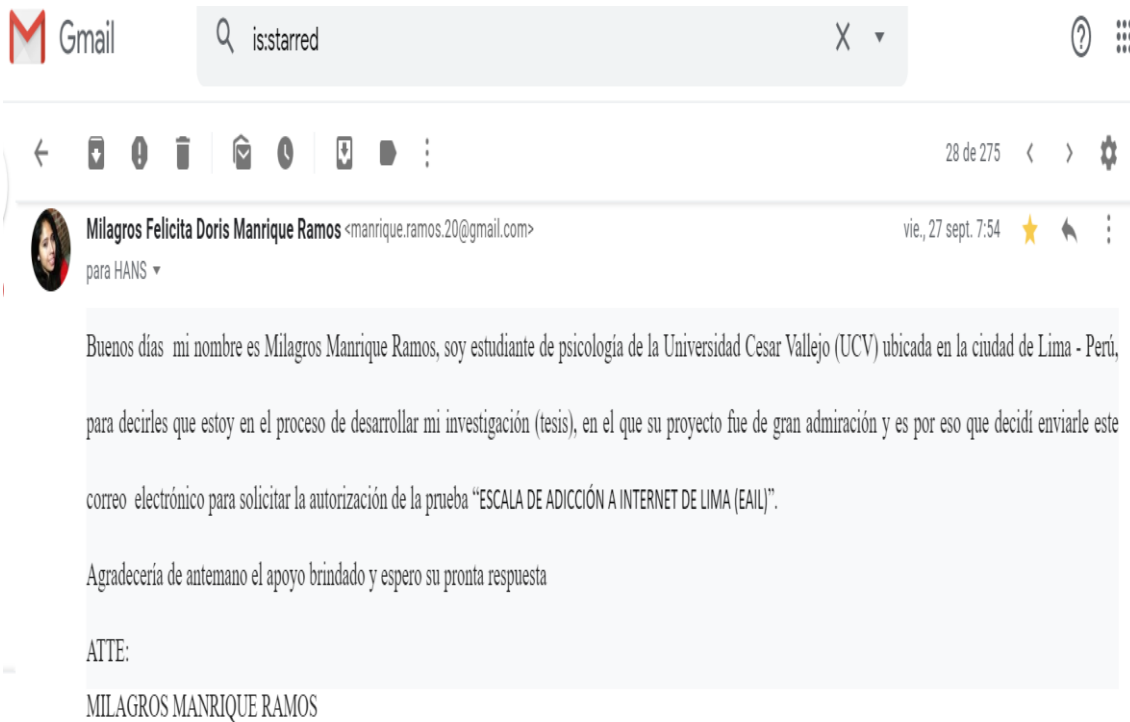 Gmail
is:starred
28 de 275
Milagros Felicita Doris Manrique Ramos <manrique.ramos.20@gmail.com>
vie., 27 sept. 7:54
para HANS
Buenos días mi nombre es Milagros Manrique Ramos, soy estudiante de psicología de la Universidad Cesar Vallejo (UCV) ubicada en la ciudad de Lima - Perú,
para decirles que estoy en el proceso de desarrollar mi investigación (tesis), en el que su proyecto fue de gran admiración y es por eso que decidí enviarle este
correo electrónico para solicitar la autorización de la prueba “ESCALA DE ADICCIÓN A INTERNET DE LIMA (EAIL)”.
Agradecería de antemano el apoyo brindado y espero su pronta respuesta
ATTE:
MILAGROS MANRIQUE RAMOS